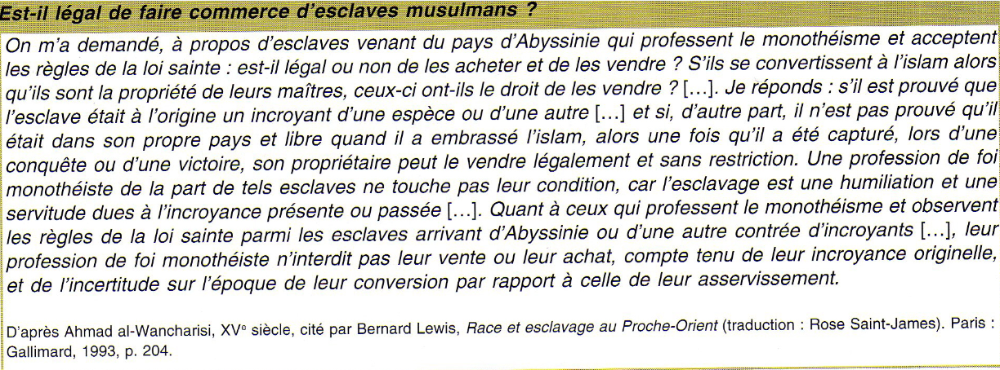 Est-il légal de faire commerce d’esclaves musulmans ?
On m’a demandé, à propos d’esclaves venant du pays d’Abyssinie qui professent le monothéisme et acceptent
les règles de la loi sainte : est-il légal ou non de les acheter et de les vendre ? S’ils se convertissent à l’islam alors
qu’ils sont la propriété de leurs maîtres, ceux-ci ont-ils le droit de les vendre ? [...]. Je réponds : s’il est prouvé que
l’esclave était à l’origine un incroyant d’une espèce ou d’une autre [...] et si, d’autre part, il n’est pas prouvé qu’il
était dans son propre pays et libre quand il a embrassé l’islam, alors une fois qu’il a été capturé, lors d’une
conquête ou d’une victoire, son propriétaire peut le vendre légalement et sans restriction. Une profession de foi
monothéiste de la part de tels esclaves ne touche pas leur condition, car l’esclavage est une humiliation et une
servitude dues à l’incroyance présente ou passée [...]. Quant à ceux qui professent le monothéisme et observent
les règles de la loi sainte parmi les esclaves arrivant d’Abyssinie ou d’une autre contrée d’incroyants [...], leur
profession de foi monothéiste n’interdit pas leur vente ou leur achat, compte tenu de leur incroyance originelle,
et de l’incertitude sur l’époque de leur conversion par rapport à celle de leur asservissement.
D’après Ahmad al-Wancharisi, XVe siècle, cité par Bernard Lewis, Race et esclavage au Proche-Orient (traduction : Rose Saint-James). Paris :
Gallimard, 1993, p. 204.